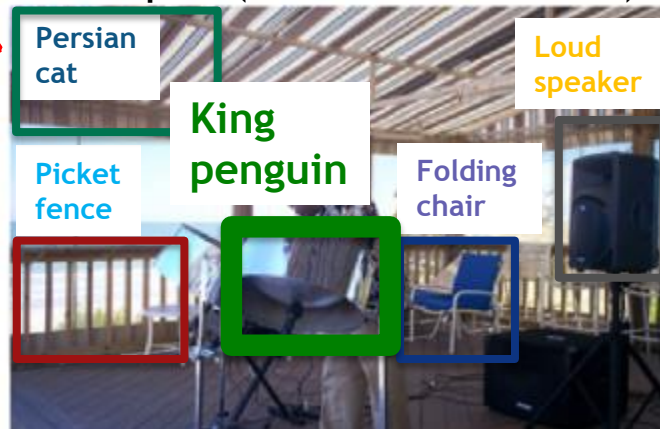 Persian
cat
Loud
speaker
King
penguin
Picket
fence
Folding
chair